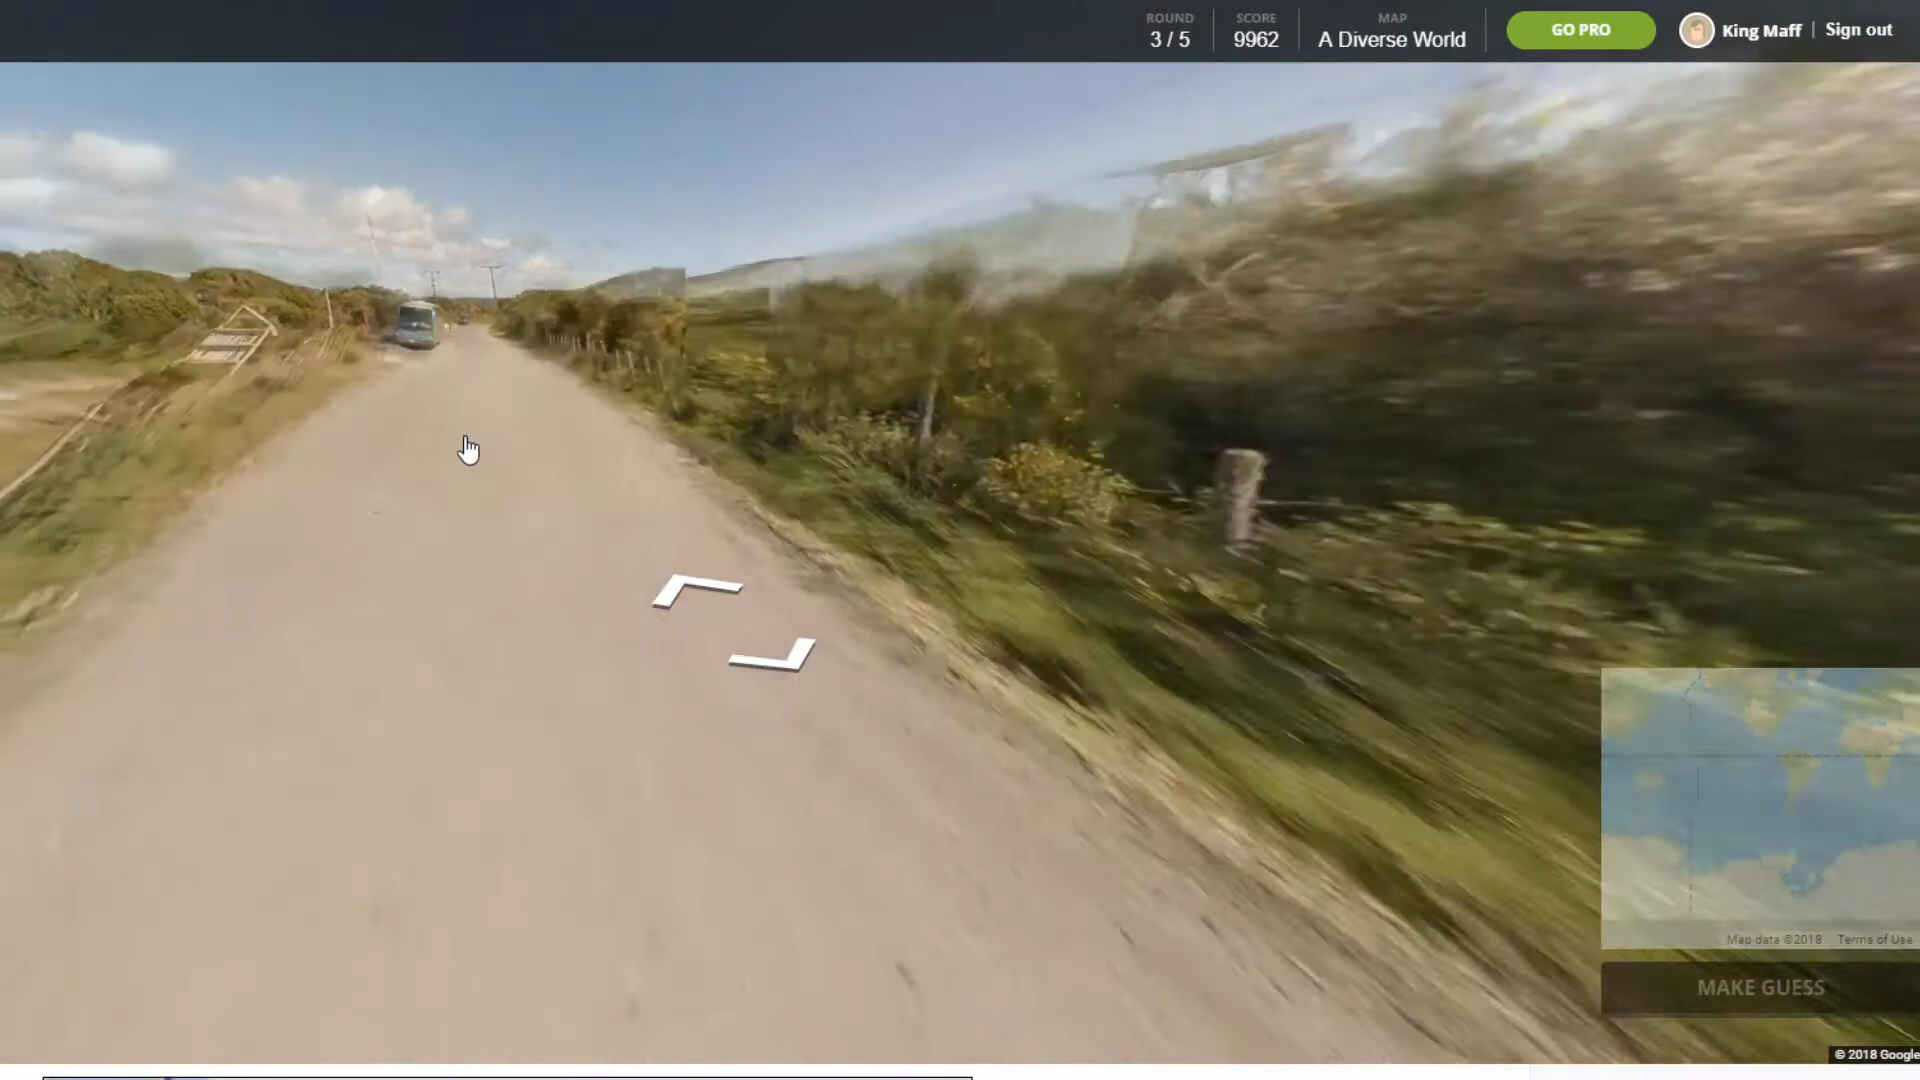 ROUND
3 / 5
SCORE
9962
MAP
A Diverse World
GO PRO
King Maff
Sign out
Map data ©2018 Terms of Use
MAKE GUESS
© 2018 Google